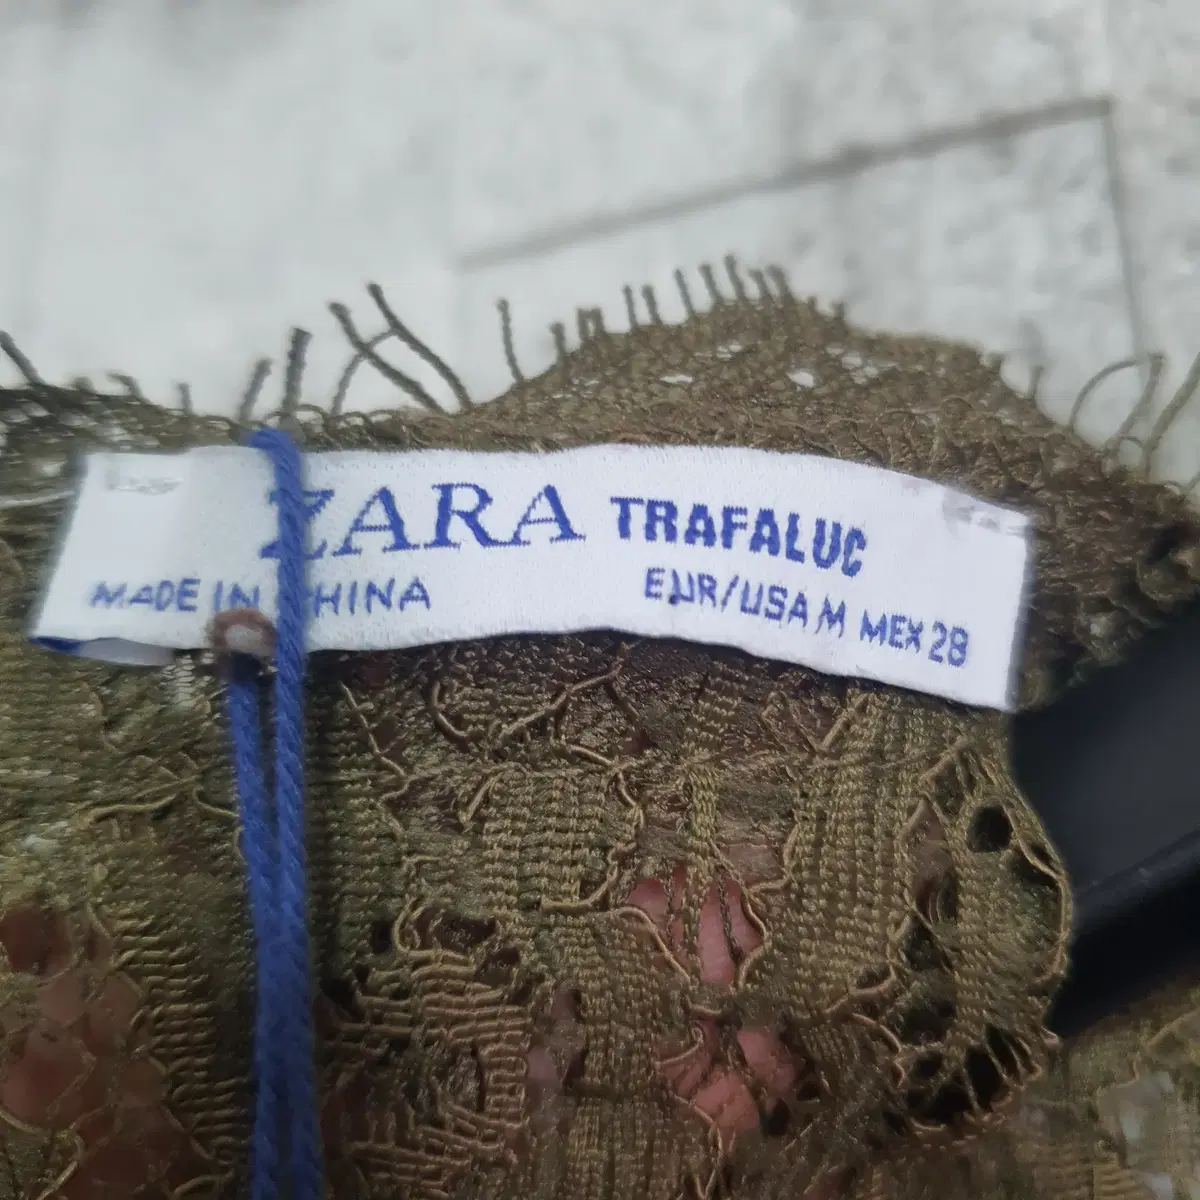 ZARA TRAFALUC
MADE IN CHINA EUR/USA M MEX 28